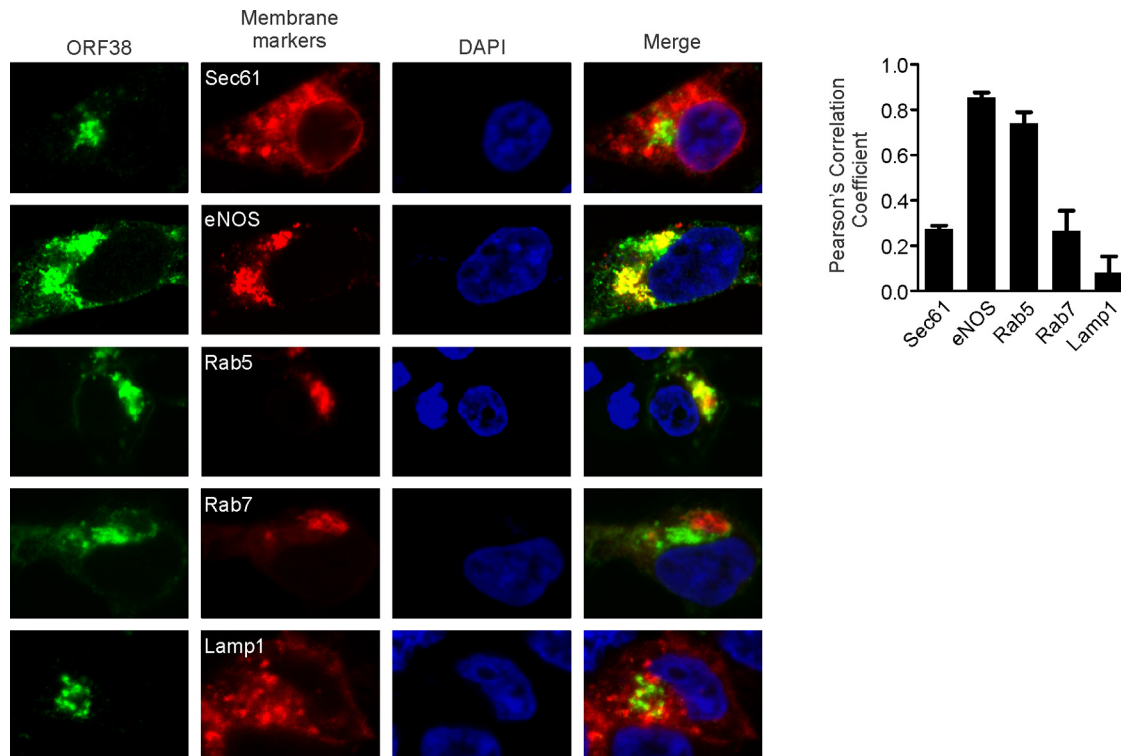 ORF38
Membrane
markers
DAPI
Merge
Sec61
eNOS
Rab5
Rab7
Lamp1
Pearson's Correlation
Coefficient
1.0
0.8
0.6
0.4
0.2
0.0
Sec61
eNOS
Rab5
Rab7
Lamp1